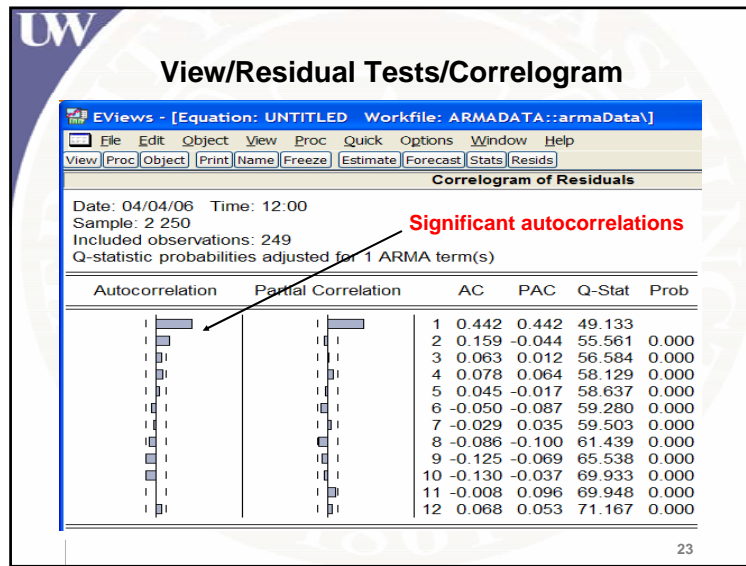 UW
View/Residual Tests/Correlogram
EViews - [Equation: UNTITLED Workfile: ARMADATA::armaData\]
File Edit Object View Proc Quick Options Window Help
View Proc Object Print Name Freeze Estimate Forecast Stats Resids
Correlogram of Residuals
Date: 04/04/06 Time: 12:00
Sample: 2 250
Included observations: 249
Q-statistic probabilities adjusted for 1 ARMA term(s)
Significant autocorrelations
Autocorrelation Partial Correlation AC PAC Q-Stat Prob
1 0.442 0.442 49.133
2 0.159 -0.044 55.561 0.000
3 0.063 0.012 56.584 0.000
4 0.078 0.064 58.129 0.000
5 0.045 -0.017 58.637 0.000
6 -0.050 -0.087 59.280 0.000
7 -0.029 0.035 59.503 0.000
8 -0.086 -0.100 61.439 0.000
9 -0.125 -0.069 65.538 0.000
10 -0.130 -0.037 69.933 0.000
11 -0.008 0.096 69.948 0.000
12 0.068 0.053 71.167 0.000
23